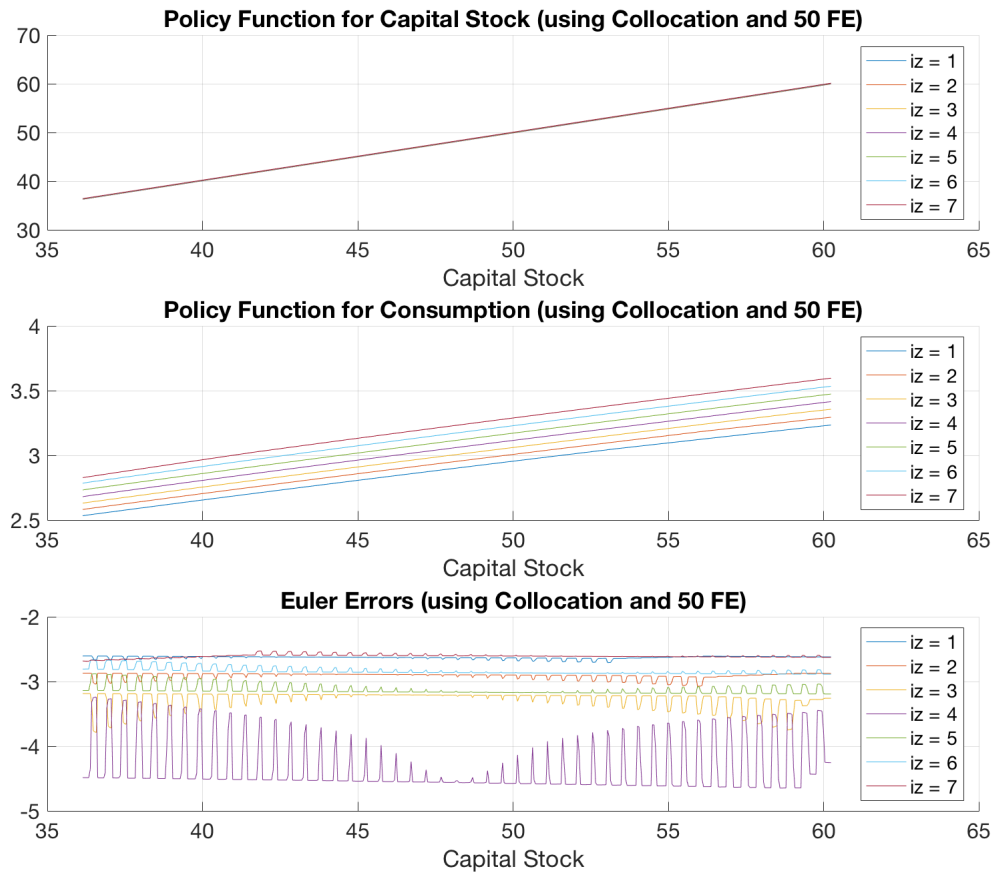 Policy Function for Capital Stock (using Collocation and 50 FE)
70
60
50
40
30
35 40 45 50 55 60 65
Capital Stock
iz = 1
iz = 2
iz = 3
iz = 4
iz = 5
iz = 6
iz = 7
Policy Function for Consumption (using Collocation and 50 FE)
4
3.5
3
2.5
35 40 45 50 55 60 65
Capital Stock
iz = 1
iz = 2
iz = 3
iz = 4
iz = 5
iz = 6
iz = 7
Euler Errors (using Collocation and 50 FE)
-2
-3
-4
-5
35 40 45 50 55 60 65
Capital Stock
iz = 1
iz = 2
iz = 3
iz = 4
iz = 5
iz = 6
iz = 7